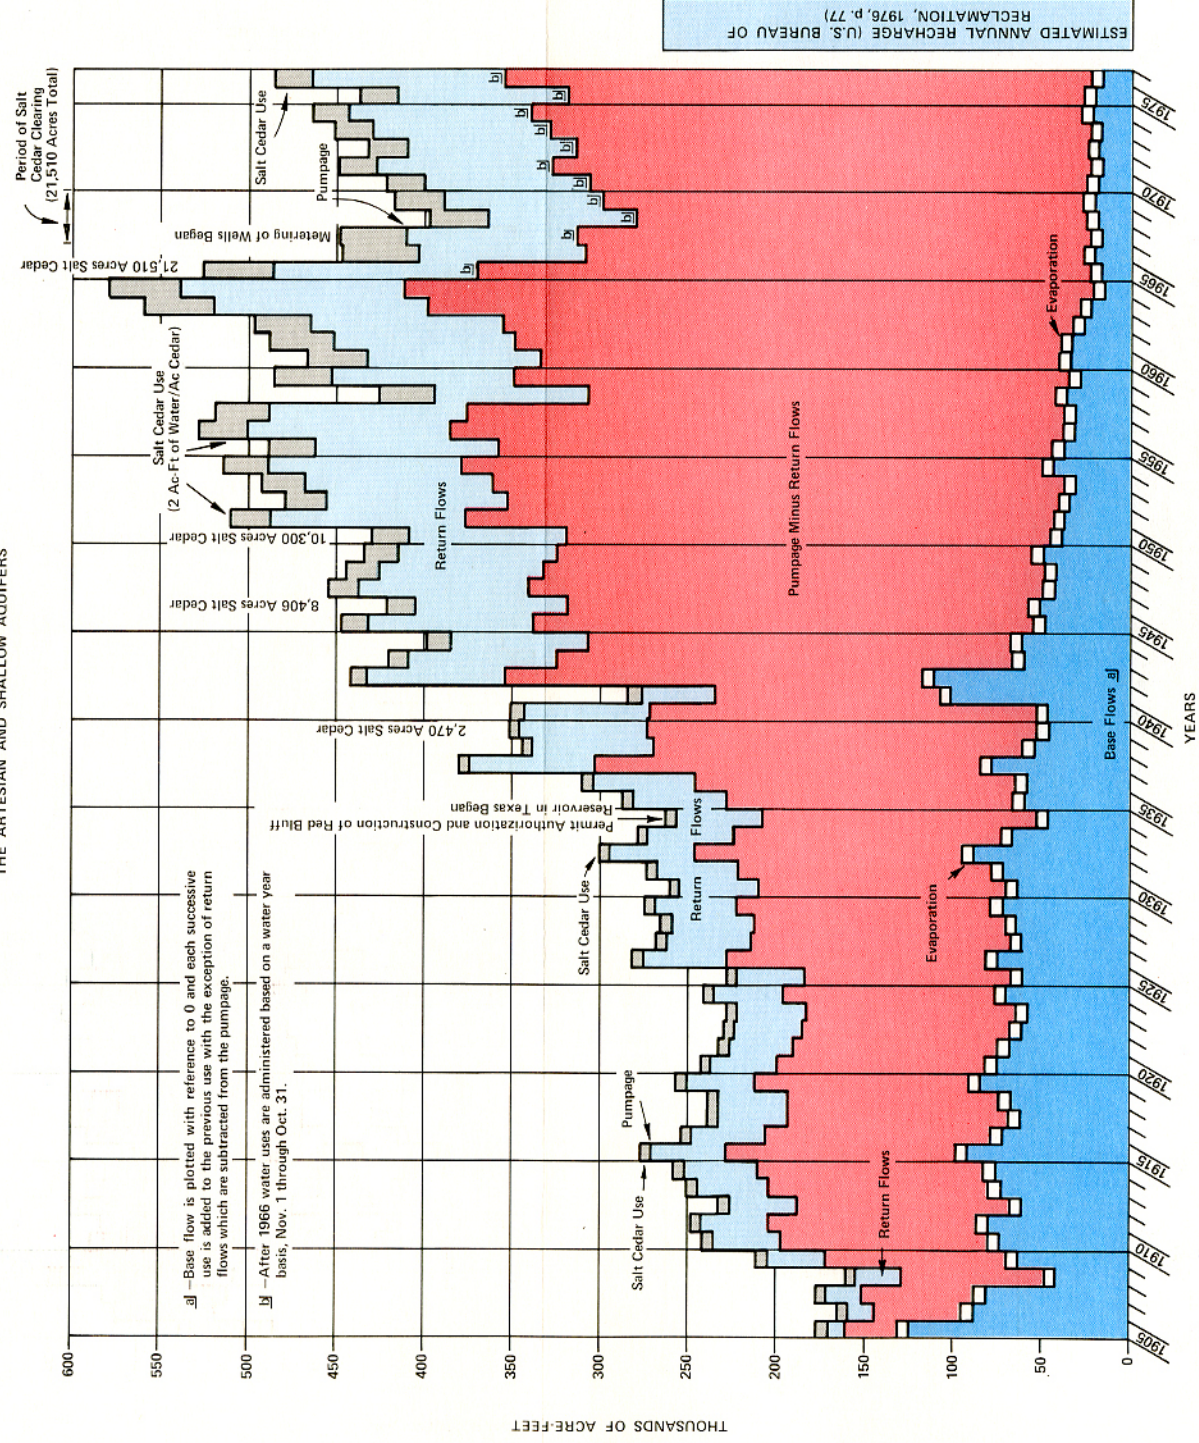 THE ARTESIAN AND SHALLOW AQUIFERS
ESTIMATED ANNUAL RECHARGE (U.S. BUREAU OF
RECLAMATION, 1976, p. 77)
Period of Salt
Cedar Clearing
(21,510 Acres Total)
Salt Cedar Use
Pumpage
Metering of Wells Began
21,510 Acres Salt Cedar
Salt Cedar Use
(2 Ac-Ft of Water/Ac Cedar)
Evaporation
10,300 Acres Salt Cedar
8,406 Acres Salt Cedar
Return Flows
Pumpage Minus Return Flows
2,470 Acres Salt Cedar
Base Flows a]
Permit Authorization and Construction of Red Bluff
Reservoir in Texas Began
Salt Cedar Use
Return Flows
Evaporation
Pumpage
Salt Cedar Use
Return Flows
b]
b]
b]
b]
b]
b]
b]
b]
b]
b]
b]
a] —Base flow is plotted with reference to 0 and each successive
use is added to the previous use with the exception of return
flows which are subtracted from the pumpage.
b] —After 1966 water uses are administered based on a water year
basis, Nov. 1 through Oct. 31.
600
550
500
450
400
350
300
250
200
150
100
50
0
THOUSANDS OF ACRE-FEET
1905
1910
1915
1920
1925
1930
1935
1940
1945
1950
1955
1960
1965
1970
1975
YEARS